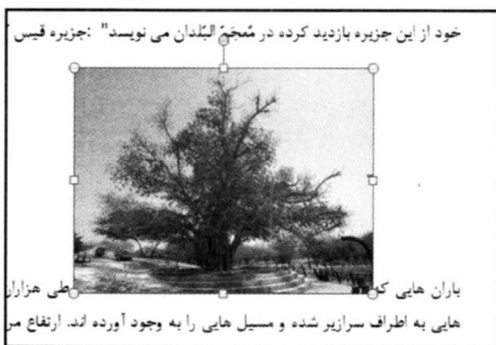 خود از این جزیره بازدید کرده در مُعجَمّ البُلدان می نویسد" :جزیره قیس
باران هایی که طی هزاران
هایی به اطراف سرازیر شده و مسیل هایی را به وجود آورده اند. ارتفاع